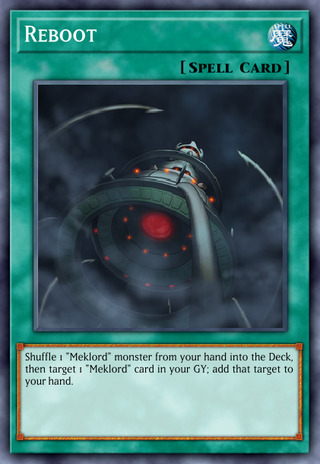 Reboot
魔
[Spell Card]
Shuffle 1 "Meklord" monster from your hand into the Deck,
then target 1 "Meklord" card in your GY; add that target to
your hand.